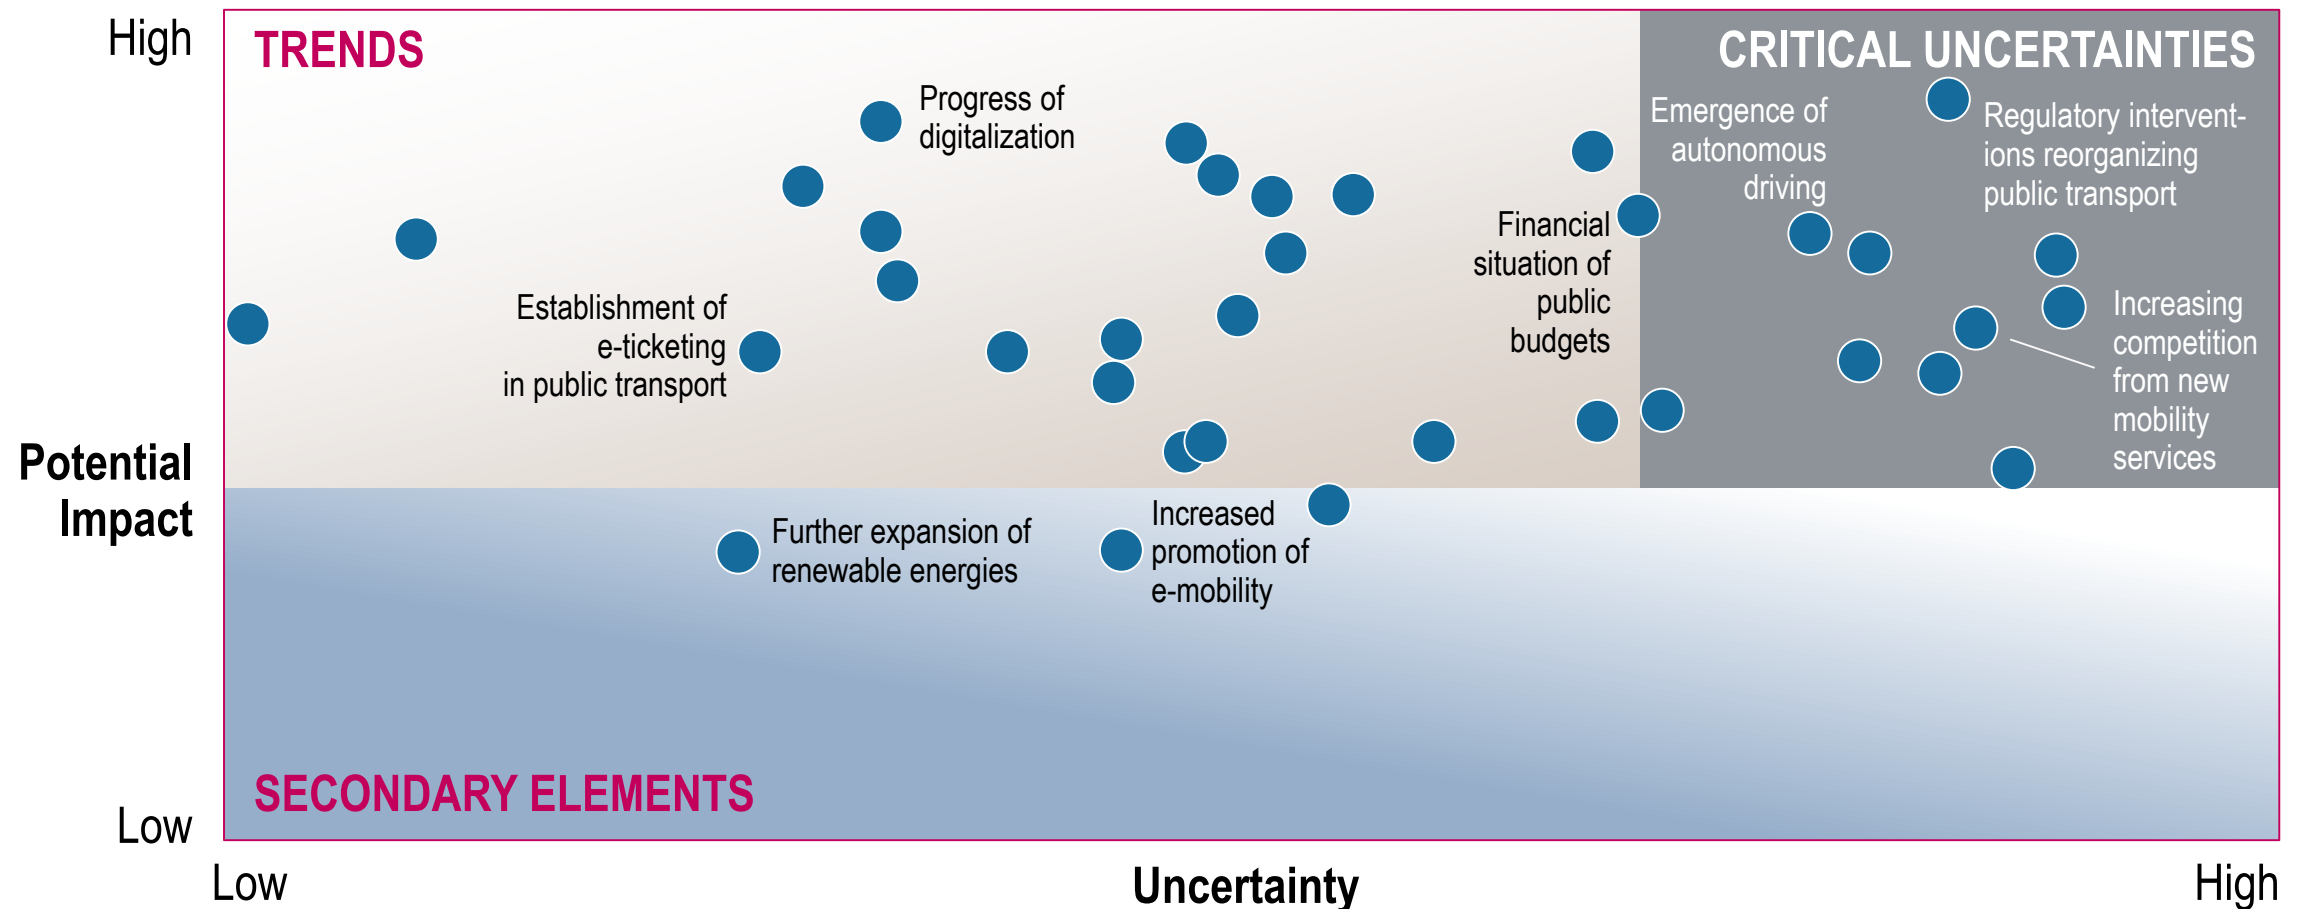 High
TRENDS
CRITICAL UNCERTAINTIES
Progress of
digitalization
Emergence of
autonomous
driving
Regulatory intervent-
ions reorganizing
public transport
Financial
situation of
public
budgets
Establishment of
e-ticketing
in public transport
Increasing
competition
from new
mobility
services
Potential
Impact
Further expansion of
renewable energies
Increased
promotion of
e-mobility
SECONDARY ELEMENTS
Low
Low
Uncertainty
High